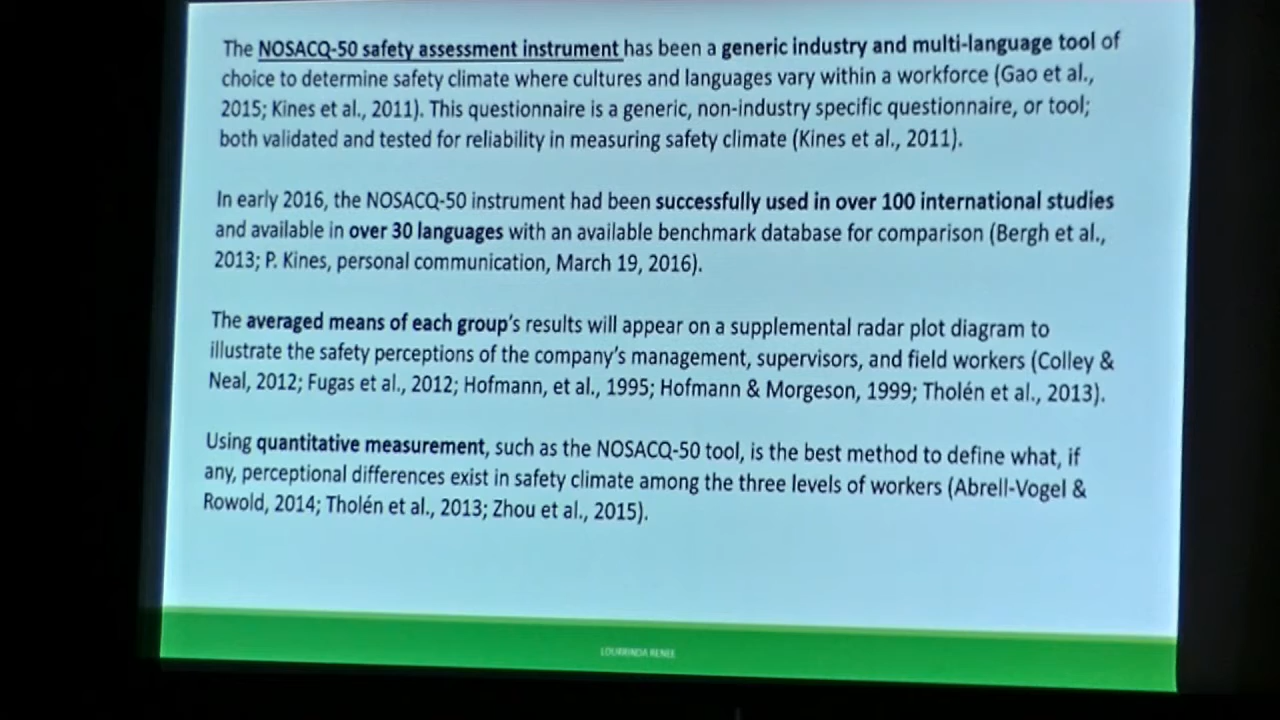 The NOSACQ-50 safety assessment instrument has been a generic industry and multi-language tool of
choice to determine safety climate where cultures and languages vary within a workforce (Gao et al.,
2015; Kines et al., 2011). This questionnaire is a generic, non-industry specific questionnaire, or tool;
both validated and tested for reliability in measuring safety climate (Kines et al., 2011).
In early 2016, the NOSACQ-50 instrument had been successfully used in over 100 international studies
and available in over 30 languages with an available benchmark database for comparison (Bergh et al.,
2013; P. Kines, personal communication, March 19, 2016).
The averaged means of each group's results will appear on a supplemental radar plot diagram to
illustrate the safety perceptions of the company's management, supervisors, and field workers (Colley &
Neal, 2012; Fugas et al., 2012; Hofmann, et al., 1995; Hofmann & Morgeson, 1999; Tholén et al., 2013).
Using quantitative measurement, such as the NOSACQ-50 tool, is the best method to define what, if
any, perceptional differences exist in safety climate among the three levels of workers (Abrell-Vogel &
Rowold, 2014; Tholén et al., 2013; Zhou et al., 2015).
RENEE